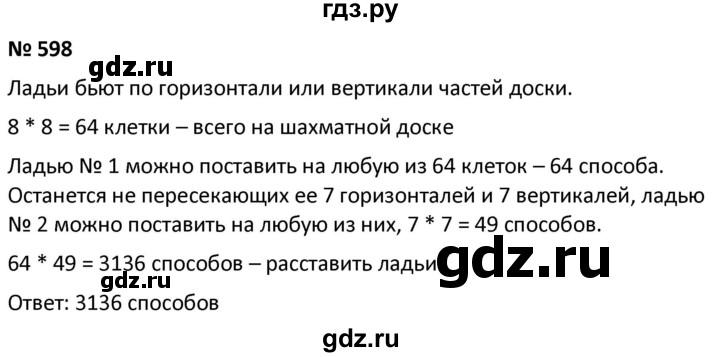 гдз.ру
№ 598
gdz.ru
Ладьи бьют по горизонтали или вертикали частей доски.
8 * 8 = 64 клетки – всего на шахматной доске
Ладью № 1 можно поставить на любую из 64 клеток – 64 способа.
Останется не пересекающих ее 7 горизонталей и 7 вертикалей, ладью
№ 2 можно поставить на любую из них, 7 * 7 = 49 способов.
64 * 49 = 3136 способов – расставить ладьи
gdz.ru
gdz.ru
Ответ: 3136 способов
gdz.ru